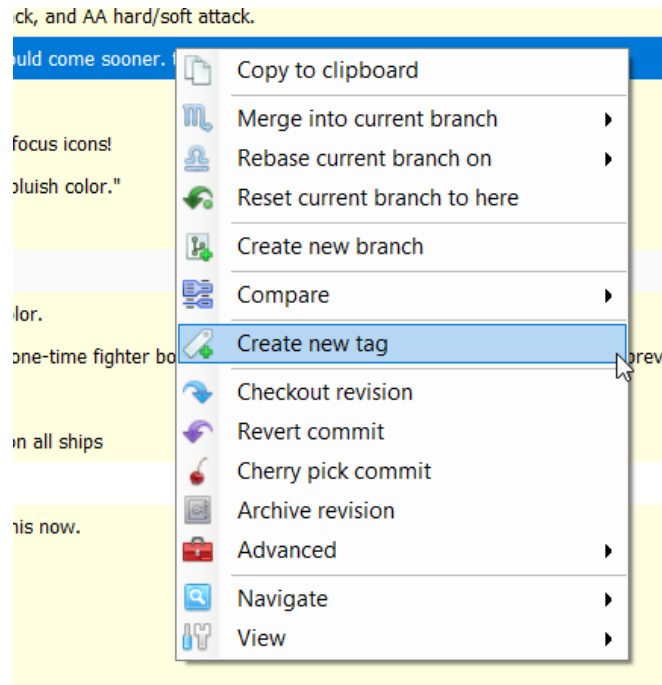 ck, and AA hard/soft attack.
ould come sooner. t
Copy to clipboard
Merge into current branch
focus icons!
Rebase current branch on
oluish color."
Reset current branch to here
Create new branch
Compare
lor.
Create new tag
one-time fighter bo
prev
Checkout revision
Revert commit
on all ships
Cherry pick commit
Archive revision
his now.
Advanced
Navigate
View